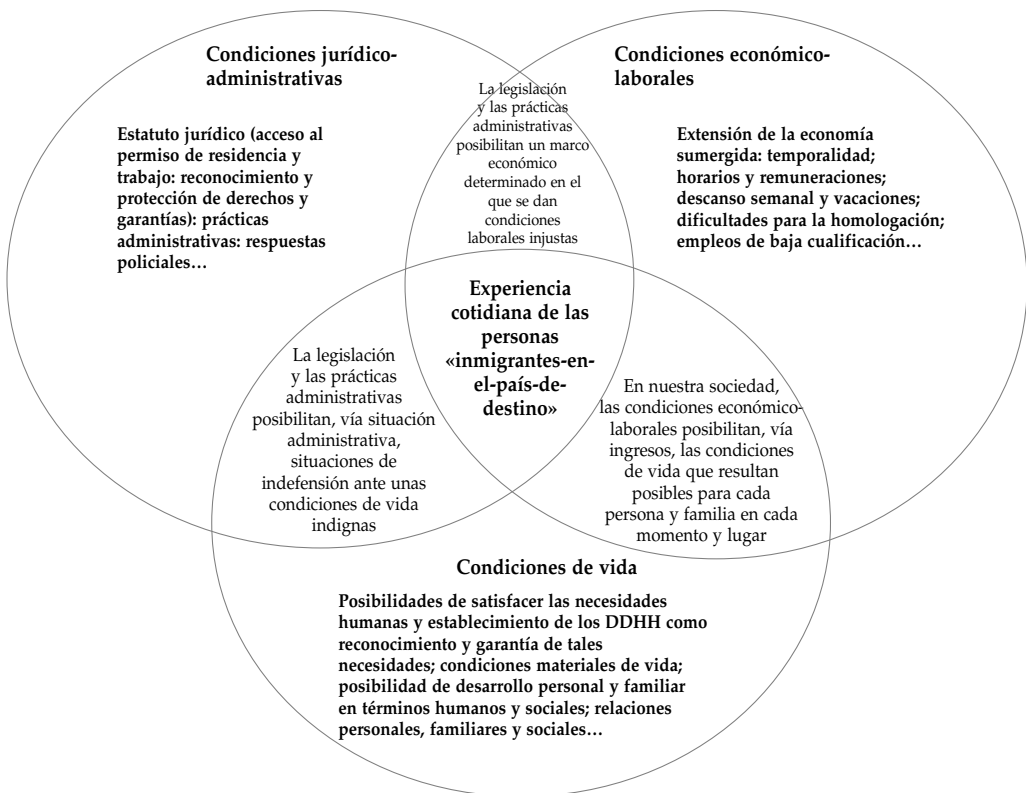 Condiciones jurídico-
administrativas
Estatuto jurídico (acceso al
permiso de residencia y
trabajo: reconocimiento y
protección de derechos y
garantías): prácticas
administrativas: respuestas
policiales…
La legislación
y las prácticas
administrativas
posibilitan un marco
económico
determinado en el
que se dan
condiciones
laborales injustas
Condiciones económico-
laborales
Extensión de la economía
sumergida: temporalidad;
horarios y remuneraciones;
descanso semanal y vacaciones;
dificultades para la homologación;
empleos de baja cualificación…
Experiencia
cotidiana de las
personas
«inmigrantes-en-
el-país-de-
destino»
La legislación
y las prácticas
administrativas
posibilitan, vía situación
administrativa,
situaciones de
indefensión ante unas
condiciones de vida
indignas
En nuestra sociedad,
las condiciones económico-
laborales posibilitan, vía
ingresos, las condiciones
de vida que resultan
posibles para cada
persona y familia en cada
momento y lugar
Condiciones de vida
Posibilidades de satisfacer las necesidades
humanas y establecimiento de los DDHH como
reconocimiento y garantía de tales
necesidades; condiciones materiales de vida;
posibilidad de desarrollo personal y familiar
en términos humanos y sociales; relaciones
personales, familiares y sociales…